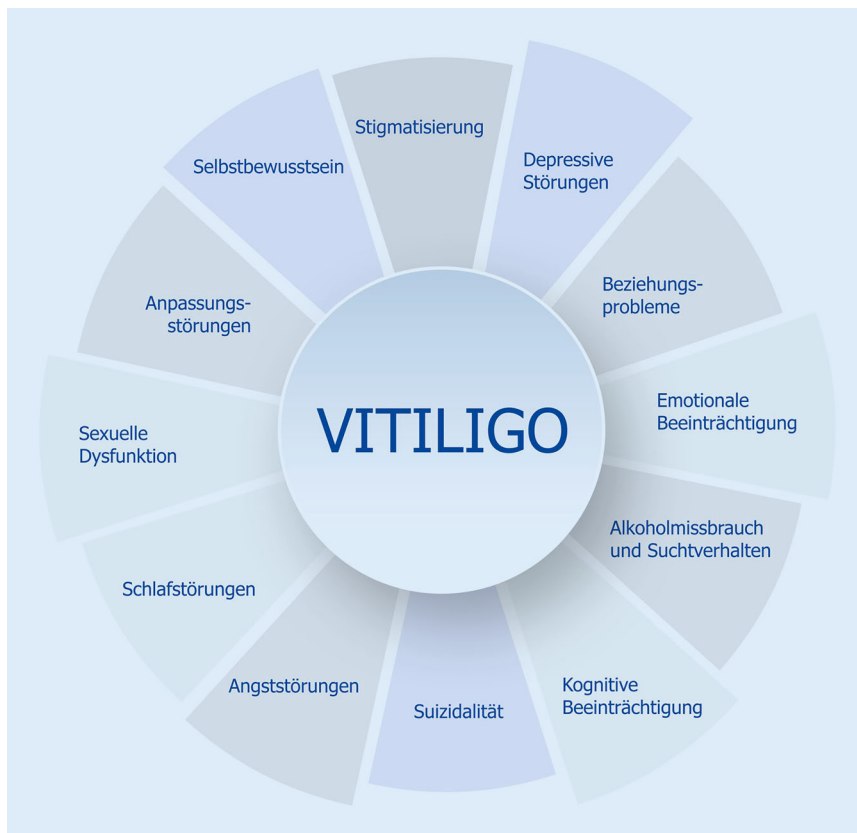 Stigmatisierung
Depressive
Störungen
Beziehungs-
probleme
Emotionale
Beeinträchtigung
Alkoholmissbrauch
und Suchtverhalten
Kognitive
Beeinträchtigung
Suizidalität
Angststörungen
Schlafstörungen
Sexuelle
Dysfunktion
Anpassungs-
störungen
Selbstbewusstsein
VITILIGO